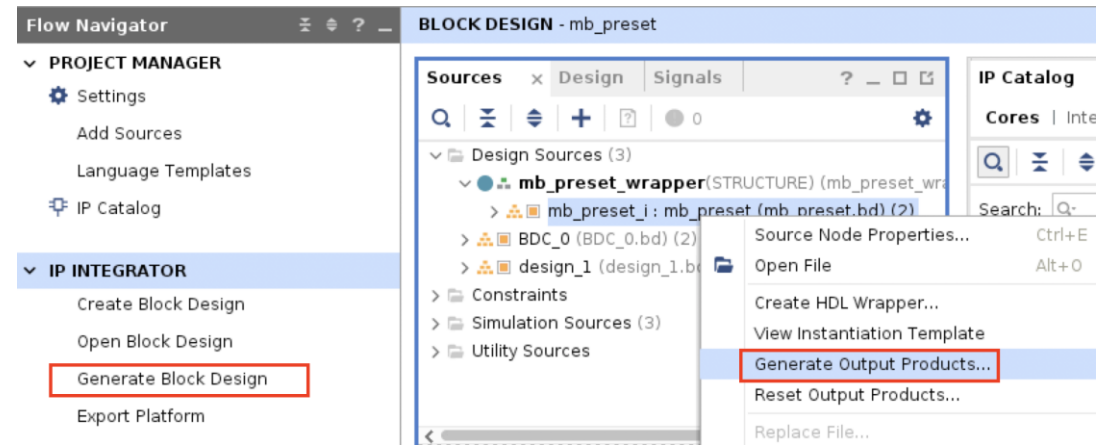 Flow Navigator
PROJECT MANAGER
Settings
Add Sources
Language Templates
IP Catalog
IP INTEGRATOR
Create Block Design
Open Block Design
Generate Block Design
Export Platform
BLOCK DESIGN - mb_preset
Sources Design Signals
0
Design Sources (3)
mb_preset_wrapper(STRUCTURE) (mb_preset_wra
mb_preset_i : mb_preset (mb_preset.bd) (2)
BDC_0 (BDC_0.bd) (2)
design_1 (design_1.bd
Constraints
Simulation Sources (3)
Utility Sources
IP Catalog
Cores | Inte
Search: Q-
Source Node Properties... Ctrl+E
Open File Alt+O
Create HDL Wrapper...
View Instantiation Template
Generate Output Products...
Reset Output Products...
Replace File...